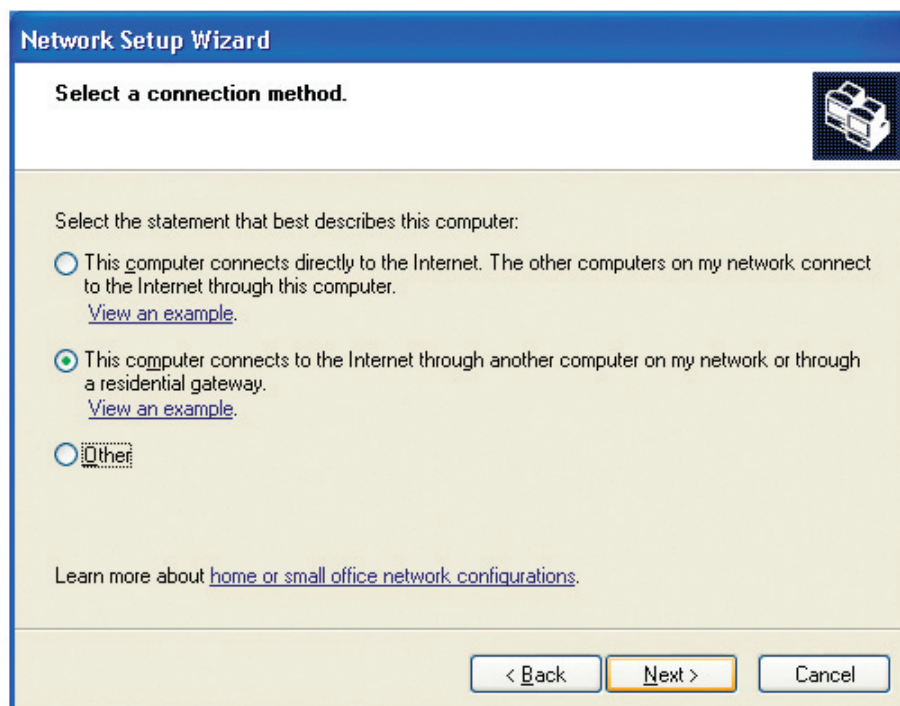 Network Setup Wizard
Select a connection method.
Select the statement that best describes this computer:
This computer connects directly to the Internet. The other computers on my network connect
to the Internet through this computer.
View an example.
This computer connects to the Internet through another computer on my network or through
a residential gateway.
View an example.
Other
Learn more about home or small office network configurations.
< Back Next > Cancel